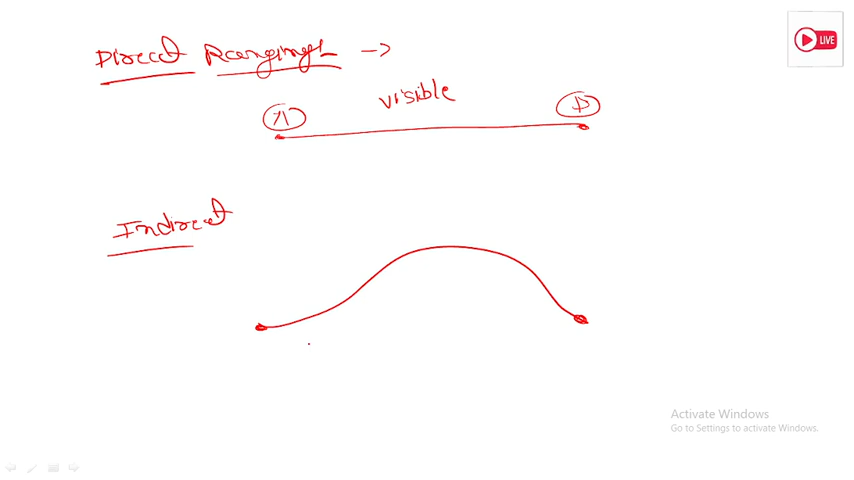 Direct Ranging:- →
LIVE
visible
Indirect
Activate Windows
Go to Settings to activate Windows.